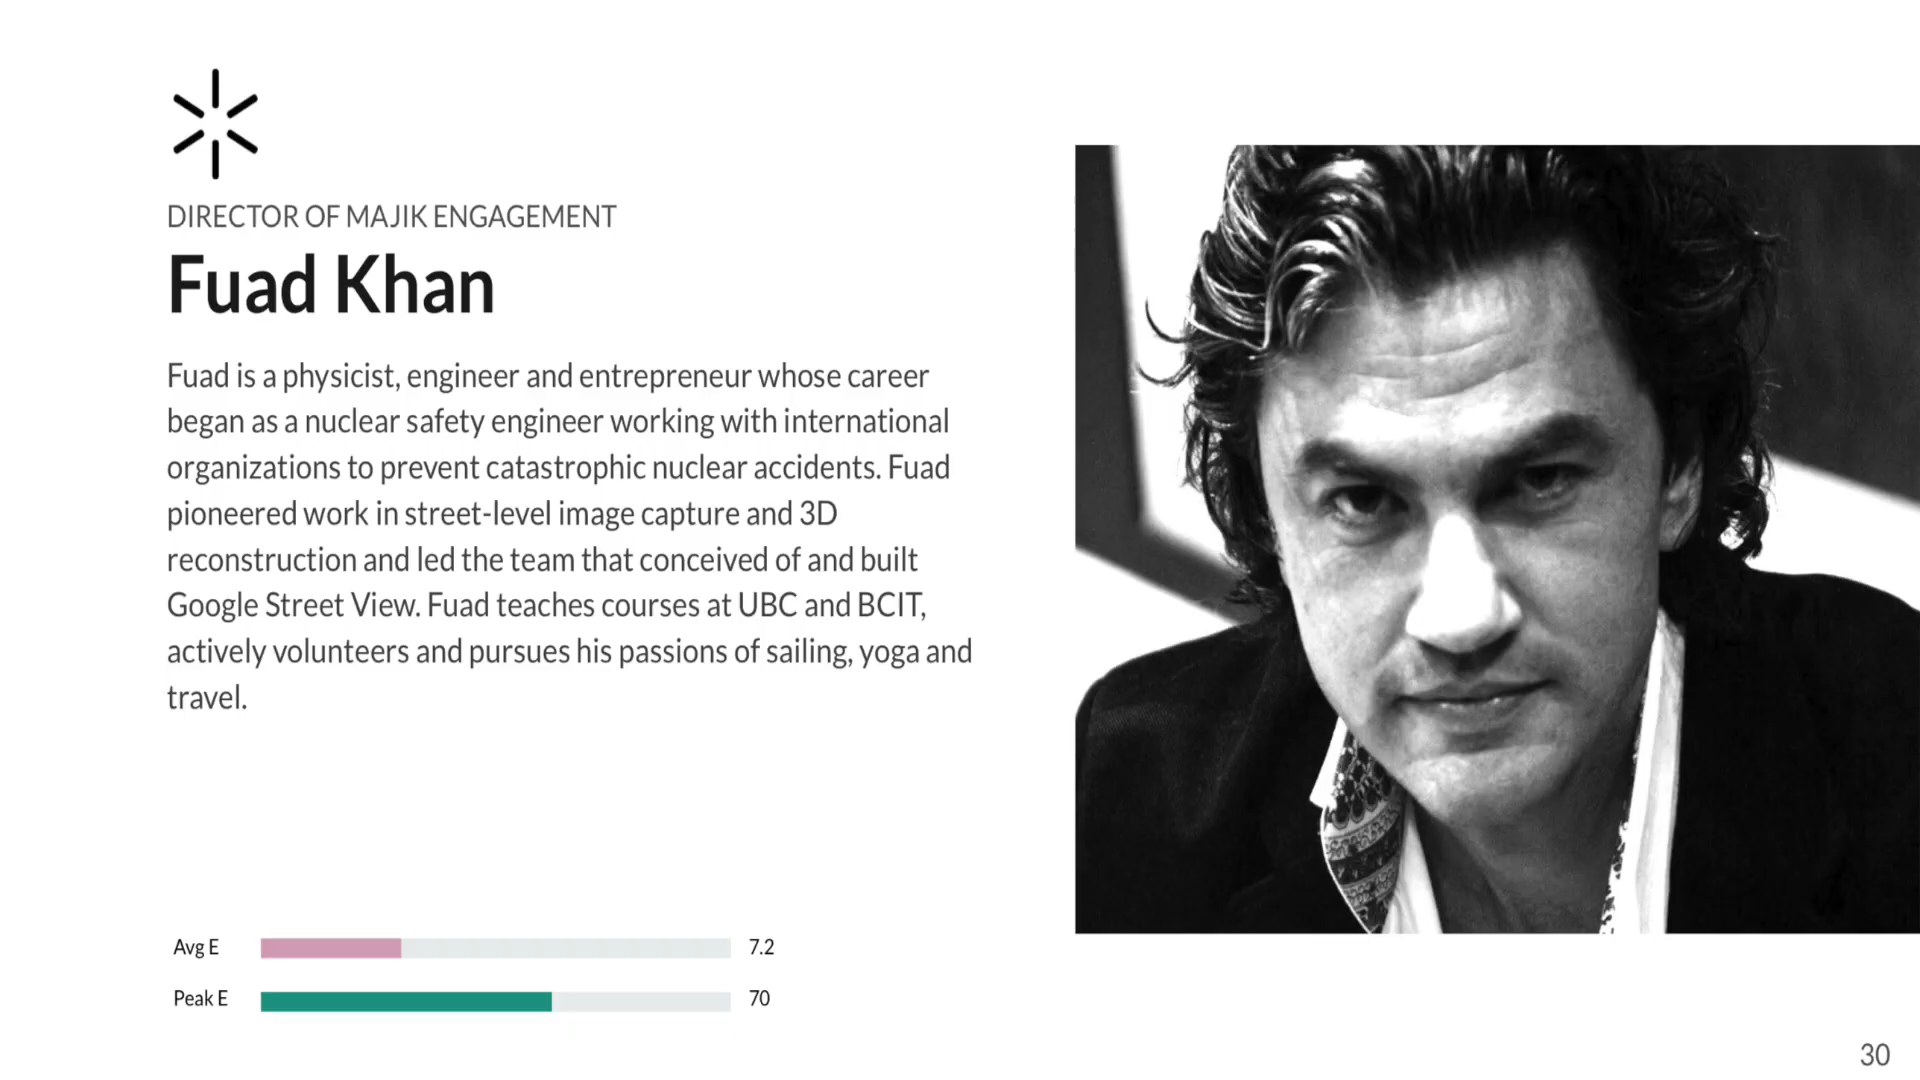 DIRECTOR OF MAJIK ENGAGEMENT
Fuad Khan
Fuad is a physicist, engineer and entrepreneur whose career
began as a nuclear safety engineer working with international
organizations to prevent catastrophic nuclear accidents. Fuad
pioneered work in street-level image capture and 3D
reconstruction and led the team that conceived of and built
Google Street View. Fuad teaches courses at UBC and BCIT,
actively volunteers and pursues his passions of sailing, yoga and
travel.
Avg E 7.2
Peak E 70
30